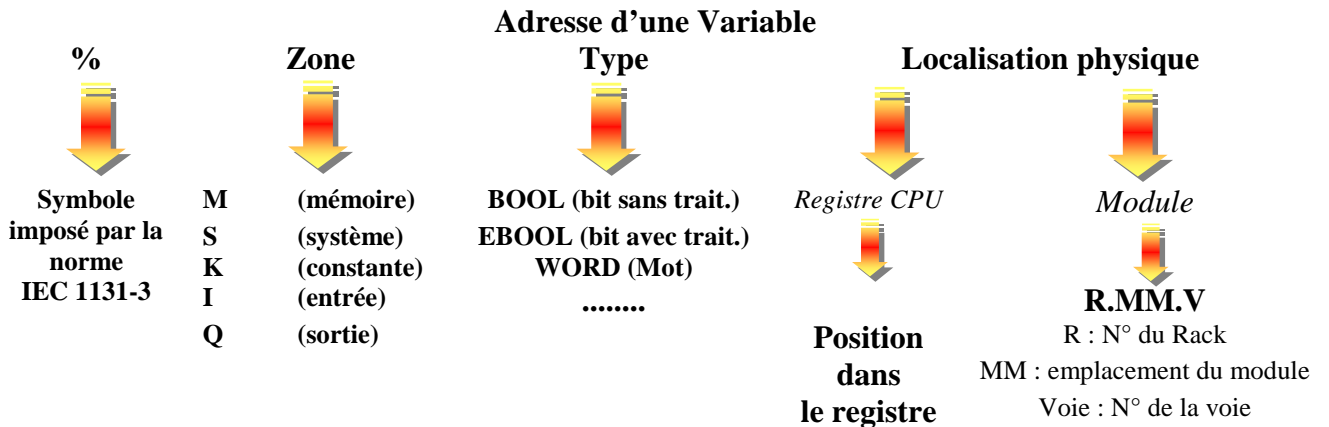 Adresse d'une Variable
% Zone Type Localisation physique
Symbole
imposé par la
norme
IEC 1131-3
M (mémoire)
S (système)
K (constante)
I (entrée)
Q (sortie)
BOOL (bit sans trait.)
EBOOL (bit avec trait.)
WORD (Mot)
........
Registre CPU
Position
dans
le registre
Module
R.MM.V
R : N° du Rack
MM : emplacement du module
Voie : N° de la voie